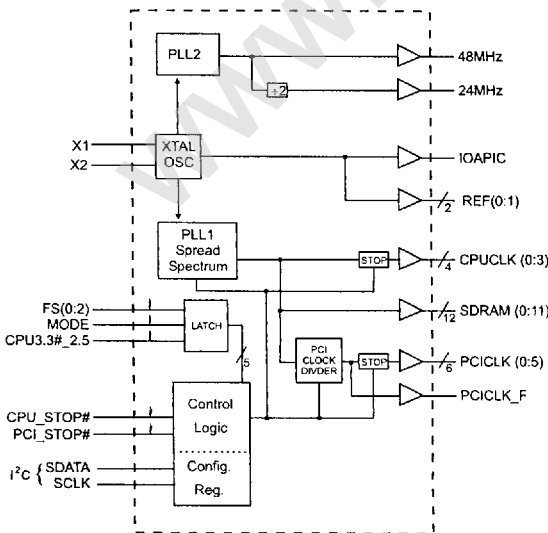 PLL2
48MHz
÷2
24MHz
X1
X2
XTAL
OSC
IOAPIC
REF(0:1)
2
PLL1
Spread
Spectrum
STOP
CPUCLK (0:3)
4
FS(0:2)
MODE
CPU3.3#_2.5
LATCH
5
SDRAM (0:11)
12
PCI
CLOCK
DIVDER
STOP
PCICLK (0:5)
6
PCICLK_F
CPU_STOP#
PCI_STOP#
Control
Logic
I²C { SDATA
SCLK
Config.
Reg.